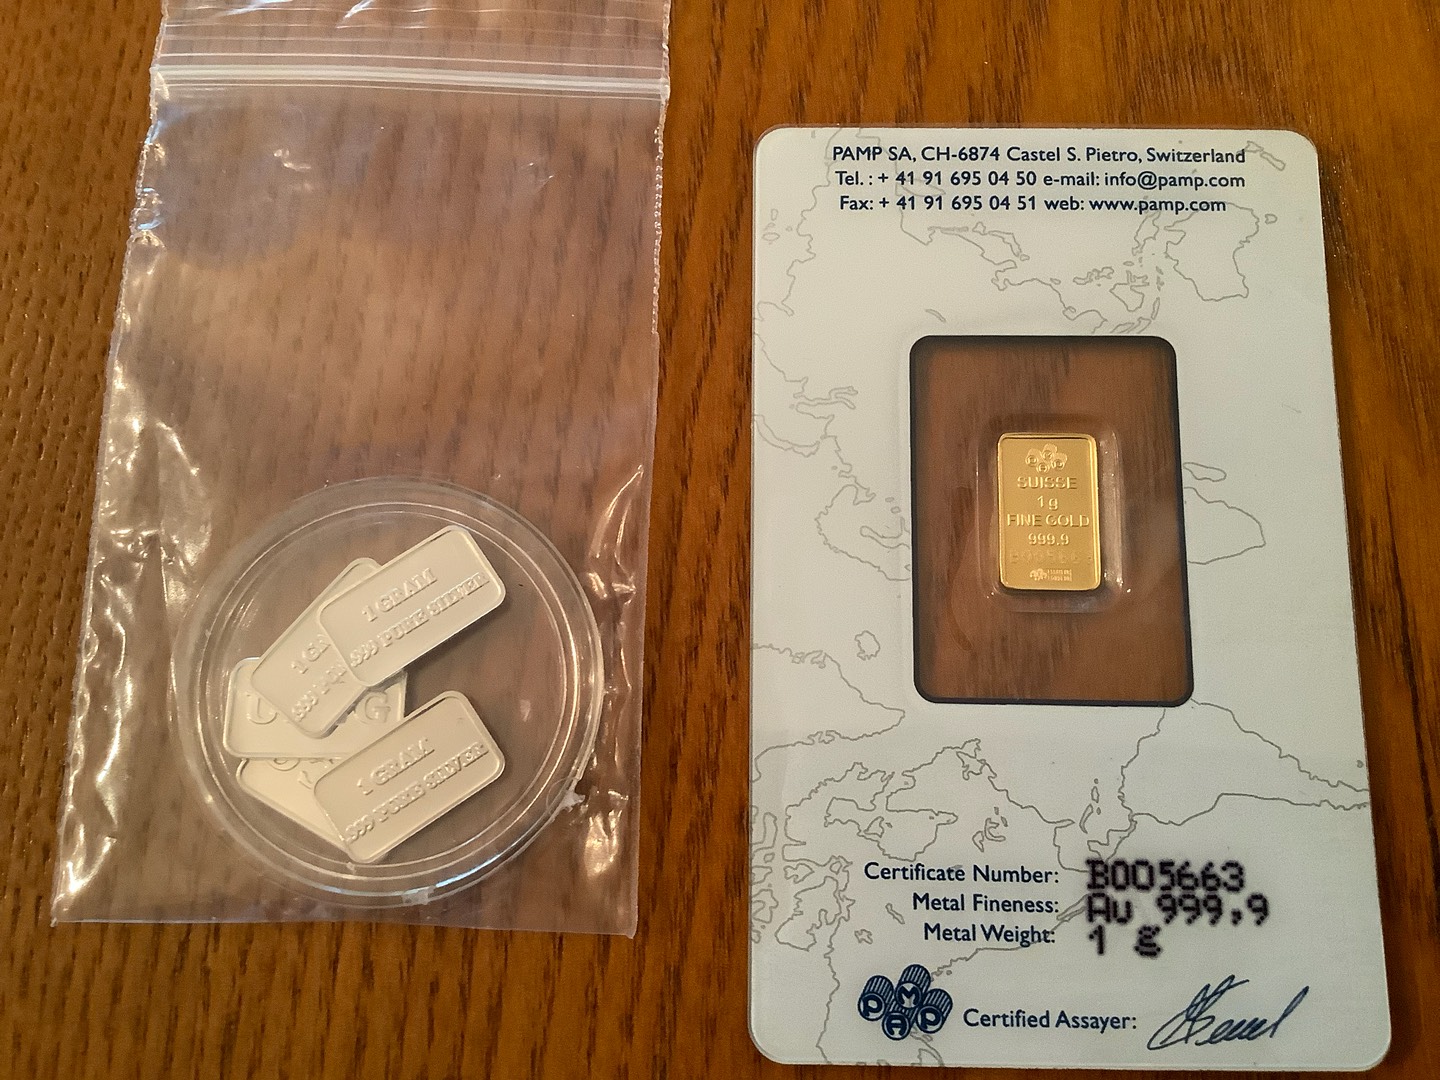 1 GRAM
.999 PURE SILVER
1 GRAM
999 PURE SILVER
PAMP SA, CH-6874 Castel S. Pietro, Switzerland
Tel. : + 41 91 695 04 50 e-mail: info@pamp.com
Fax: + 41 91 695 04 51 web: www.pamp.com
SUISSE
1 g
FINE GOLD
999.9
Certificate Number: B005663
Metal Fineness: Au 999,9
Metal Weight: 1 g
PAMP
Certified Assayer: